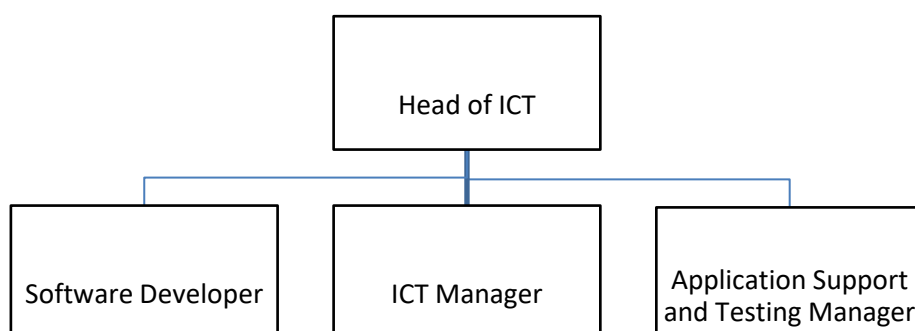 Head of ICT
Software Developer
ICT Manager
Application Support
and Testing Manager